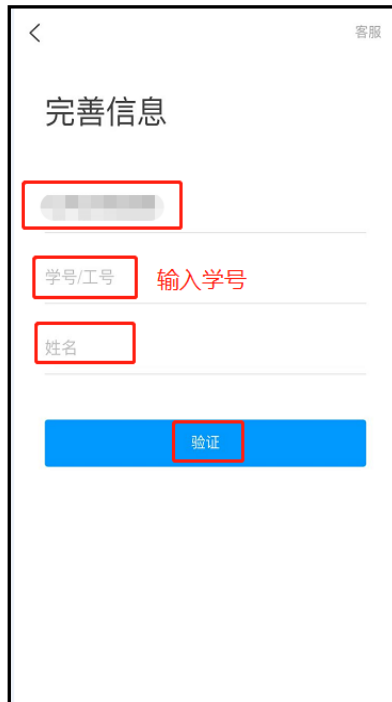 客服
完善信息
学号/工号 输入学号
姓名
验证